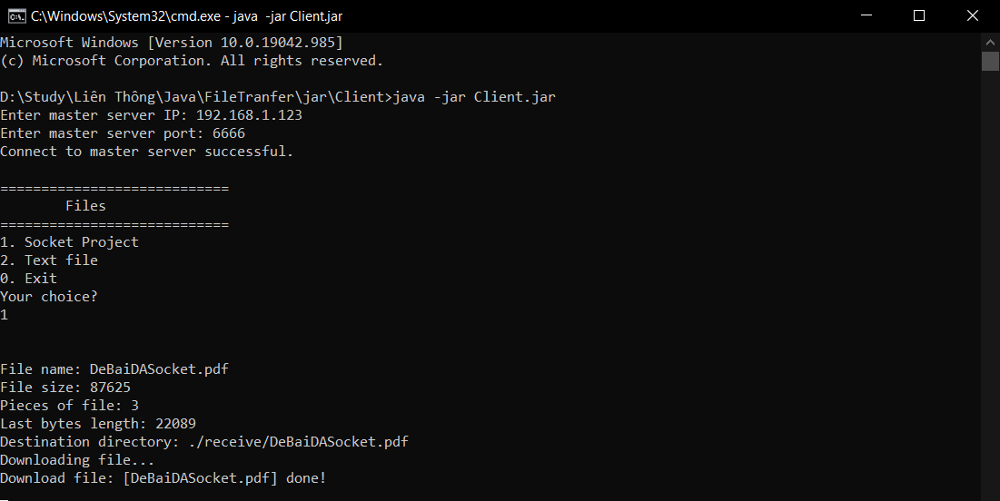 C:\Windows\System32\cmd.exe - java  -jar Client.jar
Microsoft Windows [Version 10.0.19042.985]
(c) Microsoft Corporation. All rights reserved.
D:\Study\Liên Thông\Java\FileTranfer\jar\Client>java -jar Client.jar
Enter master server IP: 192.168.1.123
Enter master server port: 6666
Connect to master server successful.
============================
        Files
============================
1. Socket Project
2. Text file
0. Exit
Your choice?
1
File name: DeBaiDASocket.pdf
File size: 87625
Pieces of file: 3
Last bytes length: 22089
Destination directory: ./receive/DeBaiDASocket.pdf
Downloading file...
Download file: [DeBaiDASocket.pdf] done!